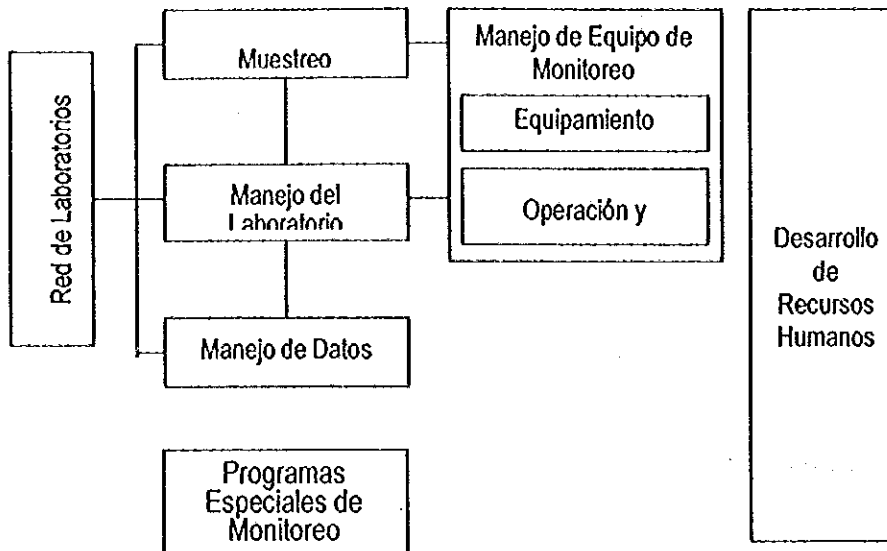 Red de Laboratorios
Muestreo
Manejo del
Laboratorio
Manejo de Datos
Programas
Especiales de
Monitoreo
Manejo de Equipo de
Monitoreo
Equipamiento
Operación y
Desarrollo
de
Recursos
Humanos